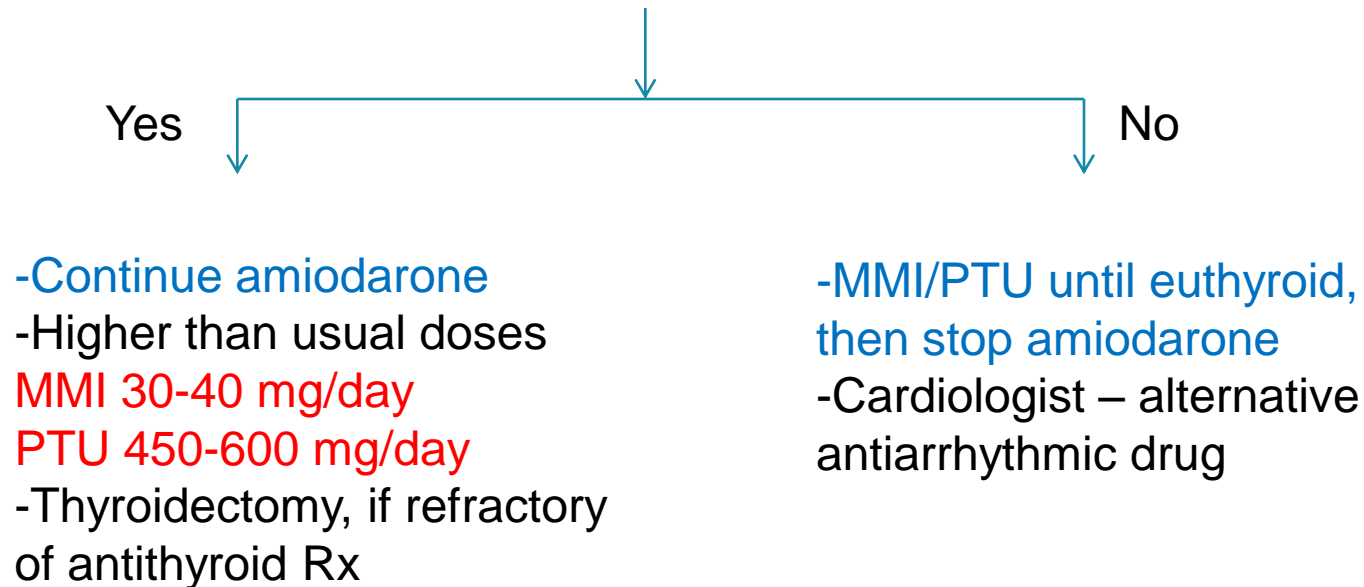 Yes
No
-Continue amiodarone
-Higher than usual doses
MMI 30-40 mg/day
PTU 450-600 mg/day
-Thyroidectomy, if refractory
of antithyroid Rx
-MMI/PTU until euthyroid,
then stop amiodarone
-Cardiologist – alternative
antiarrhythmic drug